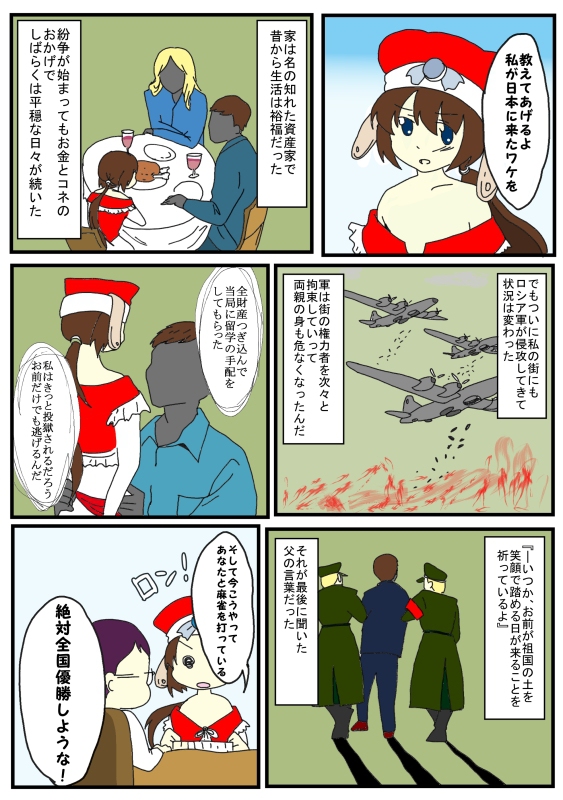 教えてあげるよ
私が日本に来たワケを
家は名の知れた資産家で
昔から生活は裕福だった
紛争が始まってもお金とコネの
おかげで
しばらくは平穏な日々が続いた
でもついに私の街にも
ロシア軍が侵攻してきて
状況は変わった
軍は街の権力者を次々と
拘束していって
両親の身も危なくなったんだ
全財産つぎ込んで
当局に留学の手配を
してもらった
私はきっと投獄されるだろう
お前だけでも逃げるんだ
『―いつか、お前が祖国の土を
笑顔で踏める日が来ることを
祈っているよ』
それが最後に聞いた
父の言葉だった
そして今こうやって
あなたと麻雀を打っている
ロン!
絶対全国優勝しような!